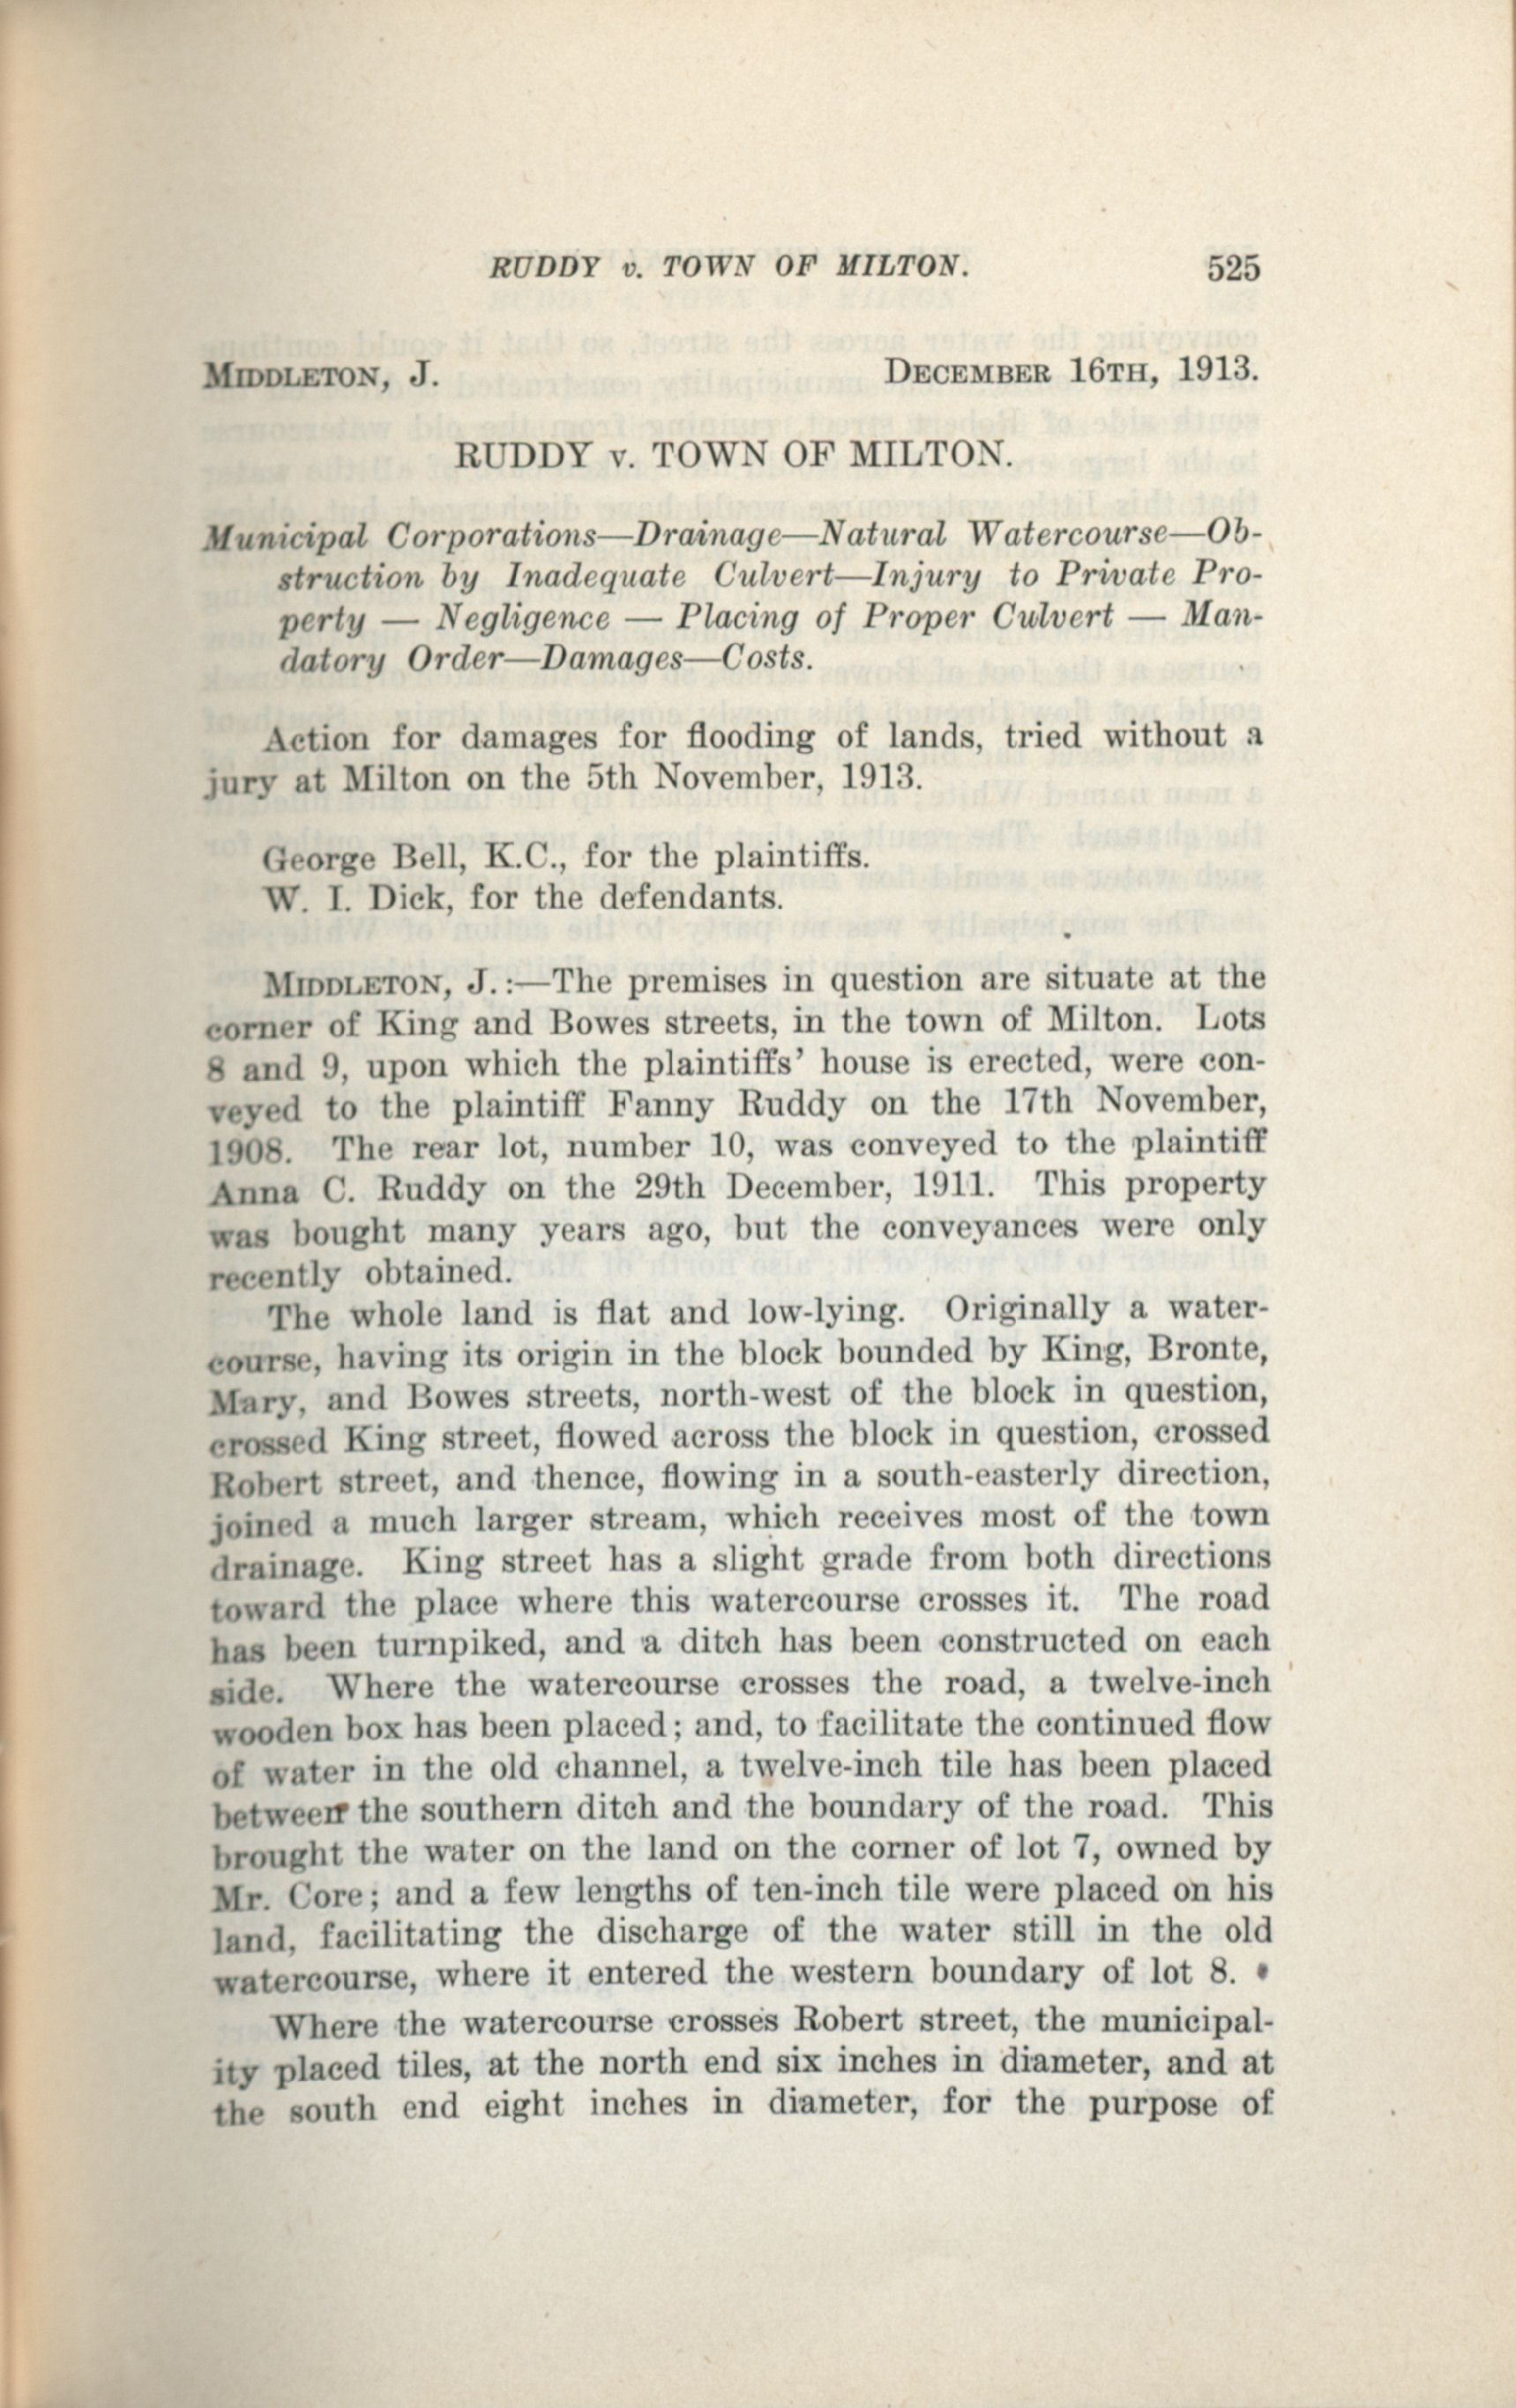 RUDDY v. TOWN OF MILTON. 525
MIDDLETON, J. DECEMBER 16TH, 1913.
RUDDY v. TOWN OF MILTON.
Municipal Corporations—Drainage—Natural Watercourse—Ob-
struction by Inadequate Culvert—Injury to Private Pro-
perty — Negligence — Placing of Proper Culvert — Man-
datory Order—Damages—Costs.
Action for damages for flooding of lands, tried without a
jury at Milton on the 5th November, 1913.
George Bell, K.C., for the plaintiffs.
W. I. Dick, for the defendants.
MIDDLETON, J.:—The premises in question are situate at the
corner of King and Bowes streets, in the town of Milton. Lots
8 and 9, upon which the plaintiffs' house is erected, were con-
veyed to the plaintiff Fanny Ruddy on the 17th November,
1908. The rear lot, number 10, was conveyed to the plaintiff
Anna C. Ruddy on the 29th December, 1911. This property
was bought many years ago, but the conveyances were only
recently obtained.
The whole land is flat and low-lying. Originally a water-
course, having its origin in the block bounded by King, Bronte,
Mary, and Bowes streets, north-west of the block in question,
crossed King street, flowed across the block in question, crossed
Robert street, and thence, flowing in a south-easterly direction,
joined a much larger stream, which receives most of the town
drainage. King street has a slight grade from both directions
toward the place where this watercourse crosses it. The road
has been turnpiked, and a ditch has been constructed on each
side. Where the watercourse crosses the road, a twelve-inch
wooden box has been placed; and, to facilitate the continued flow
of water in the old channel, a twelve-inch tile has been placed
between the southern ditch and the boundary of the road. This
brought the water on the land on the corner of lot 7, owned by
Mr. Core; and a few lengths of ten-inch tile were placed on his
land, facilitating the discharge of the water still in the old
watercourse, where it entered the western boundary of lot 8.
Where the watercourse crosses Robert street, the municipal-
ity placed tiles, at the north end six inches in diameter, and at
the south end eight inches in diameter, for the purpose of